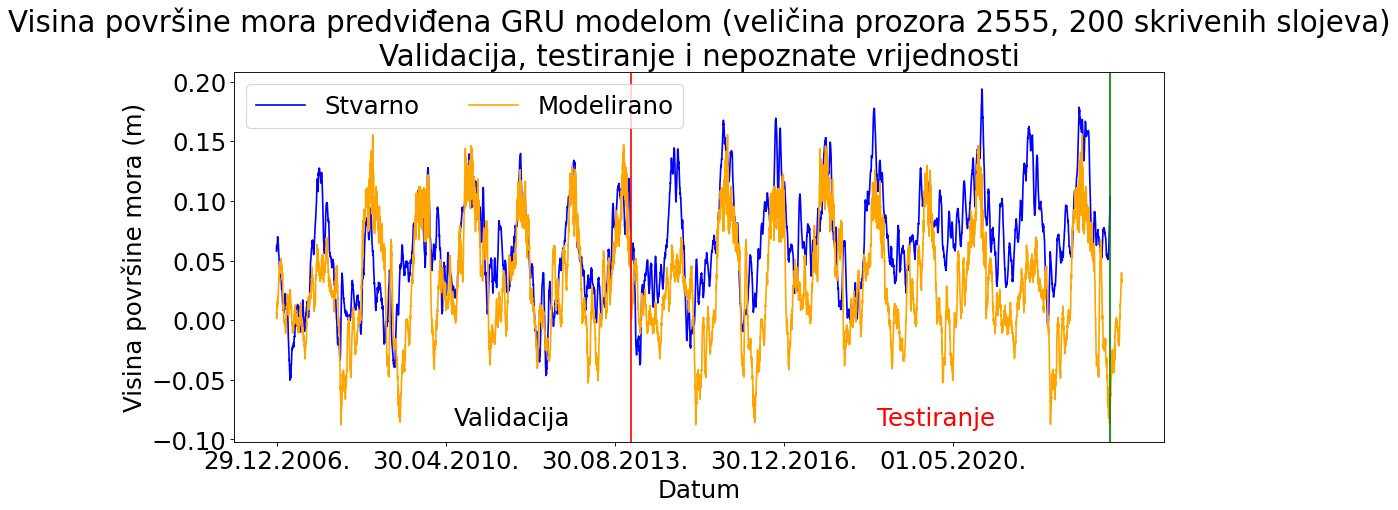 Visina površine mora predviđena GRU modelom (veličina prozora 2555, 200 skrivenih slojeva)
Validacija, testiranje i nepoznate vrijednosti
Stvarno
Modelirano
Visina površine mora (m)
0.20
0.15
0.10
0.05
0.00
−0.05
−0.10
Validacija
Testiranje
29.12.2006.
30.04.2010.
30.08.2013.
30.12.2016.
01.05.2020.
Datum